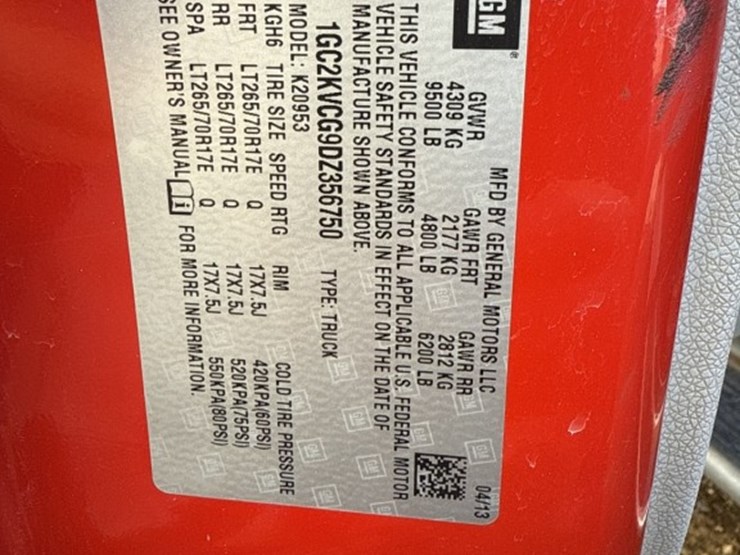 GM®
MFD BY GENERAL MOTORS LLC 04/13
GVWR GAWR FRT GAWR RR
4309 KG 2177 KG 2812 KG
9500 LB 4800 LB 6200 LB
THIS VEHICLE CONFORMS TO ALL APPLICABLE U.S. FEDERAL MOTOR
VEHICLE SAFETY STANDARDS IN EFFECT ON THE DATE OF
MANUFACTURE SHOWN ABOVE.
1GC2KVCG9DZ356750 TYPE: TRUCK
MODEL: K20953
KGH6 TIRE SIZE SPEED RTG RIM COLD TIRE PRESSURE
FRT LT265/70R17E Q 17X7.5J 420KPA(60PSI)
RR LT265/70R17E Q 17X7.5J 520KPA(75PSI)
SPA LT265/70R17E Q 17X7.5J 550KPA(80PSI)
SEE OWNER'S MANUAL FOR MORE INFORMATION.